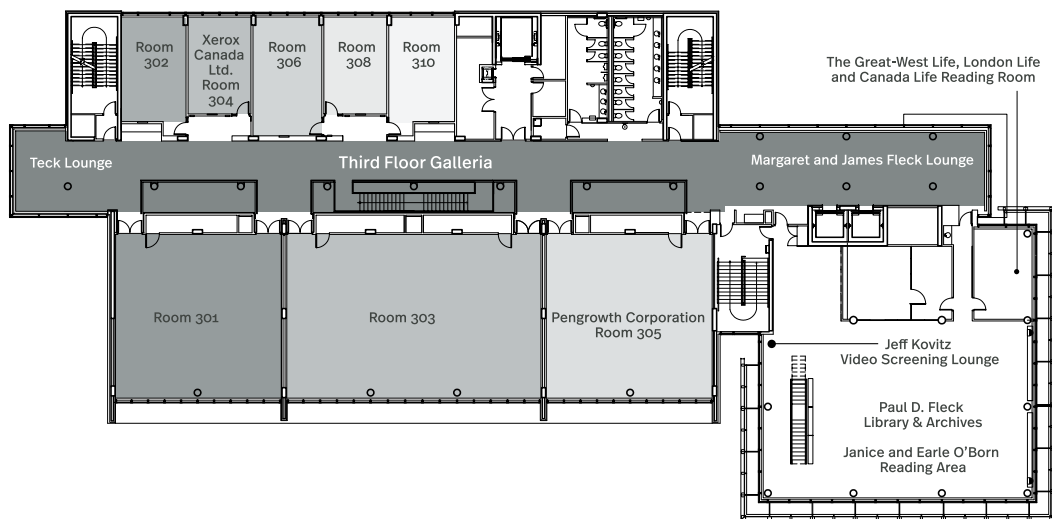 Room
302
Xerox
Canada
Ltd.
Room
304
Room
306
Room
308
Room
310
The Great-West Life, London Life
and Canada Life Reading Room
Teck Lounge
Third Floor Galleria
Margaret and James Fleck Lounge
Room 301
Room 303
Pengrowth Corporation
Room 305
Jeff Kovitz
Video Screening Lounge
Paul D. Fleck
Library & Archives
Janice and Earle O'Born
Reading Area